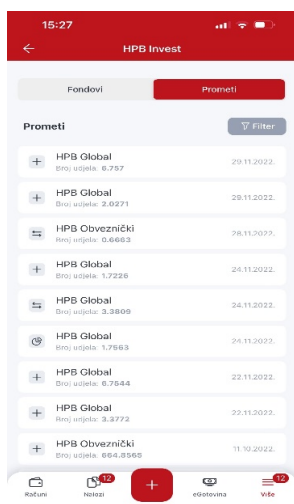 15:27
HPB Invest
Fondovi
Prometi
Prometi
Filter
HPB Global
29.11.2022.
Broj udjela: 6.757
HPB Global
28.11.2022.
Broj udjela: 2.0271
HPB Obveznički
28.11.2022.
Broj udjela: 0.6663
HPB Global
24.11.2022.
Broj udjela: 1.7226
HPB Global
24.11.2022.
Broj udjela: 3.3809
HPB Global
24.11.2022.
Broj udjela: 1.7563
HPB Global
22.11.2022.
Broj udjela: 6.7544
HPB Global
22.11.2022.
Broj udjela: 3.3772
HPB Obveznički
11.10.2022.
Broj udjela: 664.8568
12
12
Računi
Nalozi
eGotovina
Više